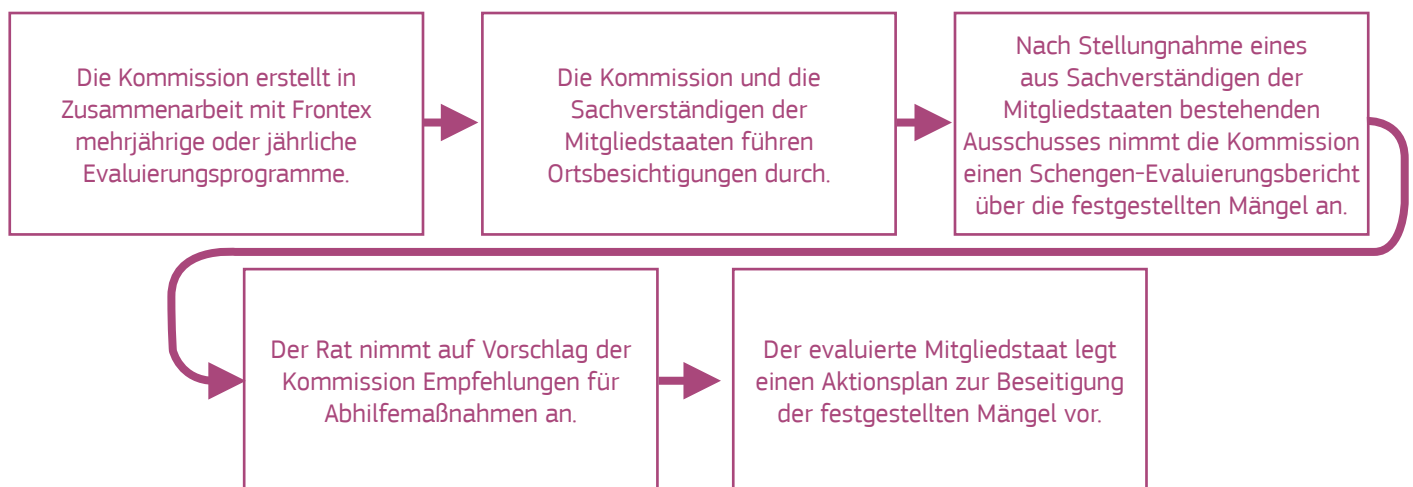 Die Kommission erstellt in
Zusammenarbeit mit Frontex
mehrjährige oder jährliche
Evaluierungsprogramme.
Die Kommission und die
Sachverständigen der
Mitgliedstaaten führen
Ortsbesichtigungen durch.
Nach Stellungnahme eines
aus Sachverständigen der
Mitgliedstaaten bestehenden
Ausschusses nimmt die Kommission
einen Schengen-Evaluierungsbericht
über die festgestellten Mängel an.
Der Rat nimmt auf Vorschlag der
Kommission Empfehlungen für
Abhilfemaßnahmen an.
Der evaluierte Mitgliedstaat legt
einen Aktionsplan zur Beseitigung
der festgestellten Mängel vor.